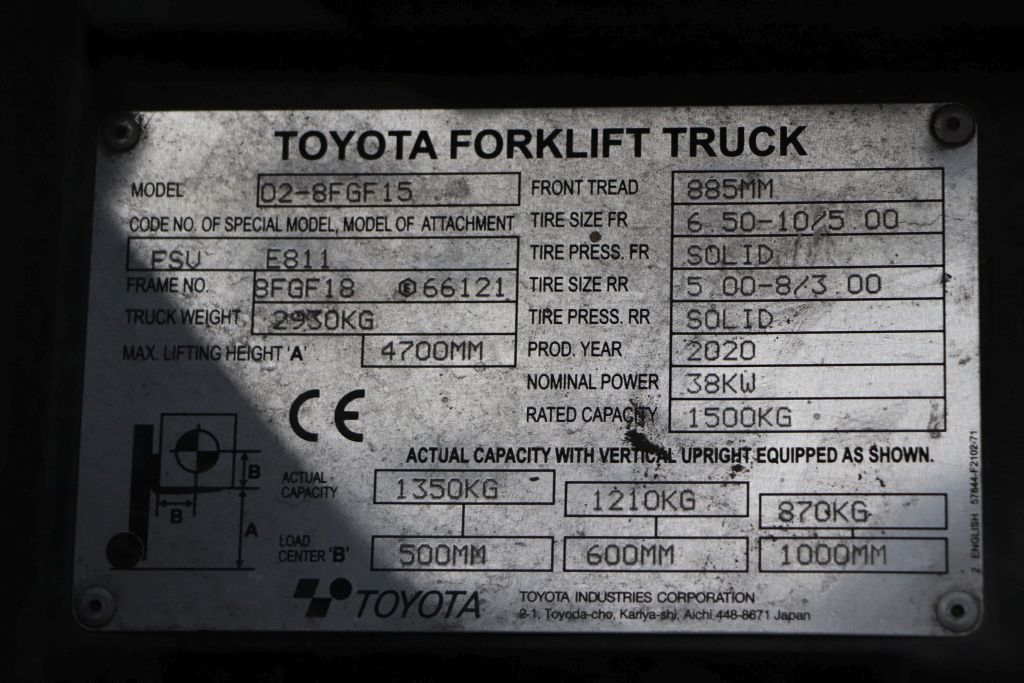 TOYOTA FORKLIFT TRUCK
MODEL 02-8FGF15
CODE NO. OF SPECIAL MODEL, MODEL OF ATTACHMENT
FSV E811
FRAME NO. 8FGF18 66121
TRUCK WEIGHT 2930KG
MAX. LIFTING HEIGHT 'A' 4700MM
FRONT TREAD 885MM
TIRE SIZE FR 6.50-10/5.00
TIRE PRESS. FR SOLID
TIRE SIZE RR 5.00-8/3.00
TIRE PRESS. RR SOLID
PROD. YEAR 2020
NOMINAL POWER 38KW
RATED CAPACITY 1500KG
CE
ACTUAL CAPACITY WITH VERTICAL UPRIGHT EQUIPPED AS SHOWN.
B
B
A
ACTUAL
CAPACITY
1350KG 1210KG 870KG
LOAD
CENTER 'B'
500MM 600MM 1000MM
TOYOTA
TOYOTA INDUSTRIES CORPORATION
2-1, Toyoda-cho, Kariya-shi, Aichi 448-8671 Japan
2 ENGLISH 57844-F2102-71